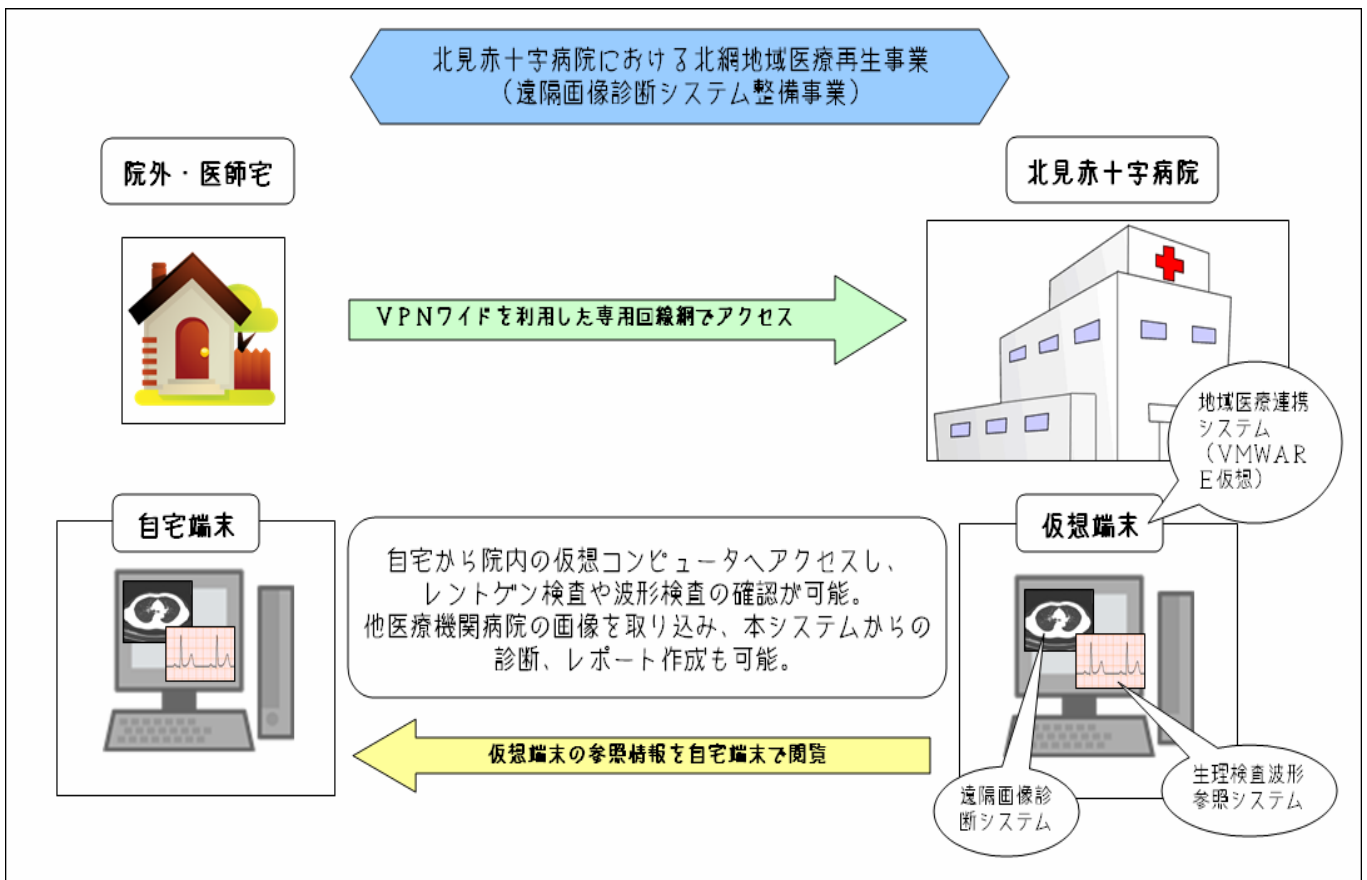 北見赤十字病院における北網地域医療再生事業
（遠隔画像診断システム整備事業）
院外・医師宅
北見赤十字病院
VPNワイドを利用した専用回線網でアクセス
地域医療連携
システム
（VMWAR
E仮想）
自宅端末
仮想端末
自宅から院内の仮想コンピュータへアクセスし、
レントゲン検査や波形検査の確認が可能。
他医療機関病院の画像を取り込み、本システムからの
診断、レポート作成も可能。
仮想端末の参照情報を自宅端末で閲覧
遠隔画像診
断システム
生理検査波形
参照システム